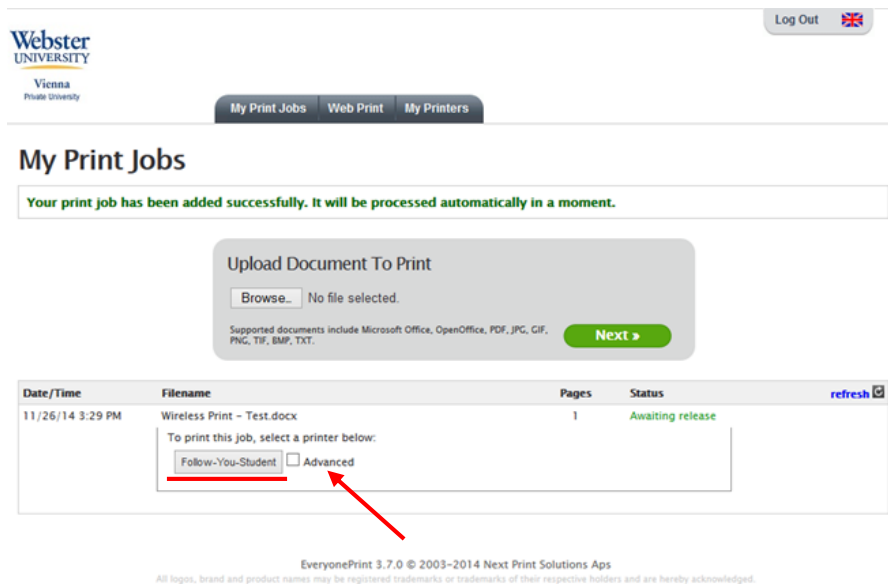 Log Out
Webster
UNIVERSITY
Vienna
Private University
My Print Jobs Web Print My Printers
My Print Jobs
Your print job has been added successfully. It will be processed automatically in a moment.
Upload Document To Print
Browse... No file selected.
Supported documents include Microsoft Office, OpenOffice, PDF, JPG, GIF,
PNG, TIF, BMP, TXT.
Next »
Date/Time Filename Pages Status refresh
11/26/14 3:29 PM Wireless Print - Test.docx 1 Awaiting release
To print this job, select a printer below:
Follow-You-Student Advanced
EveryonePrint 3.7.0 © 2003-2014 Next Print Solutions Aps
All logos, brand and product names may be registered trademarks or trademarks of their respective holders and are hereby acknowledged.